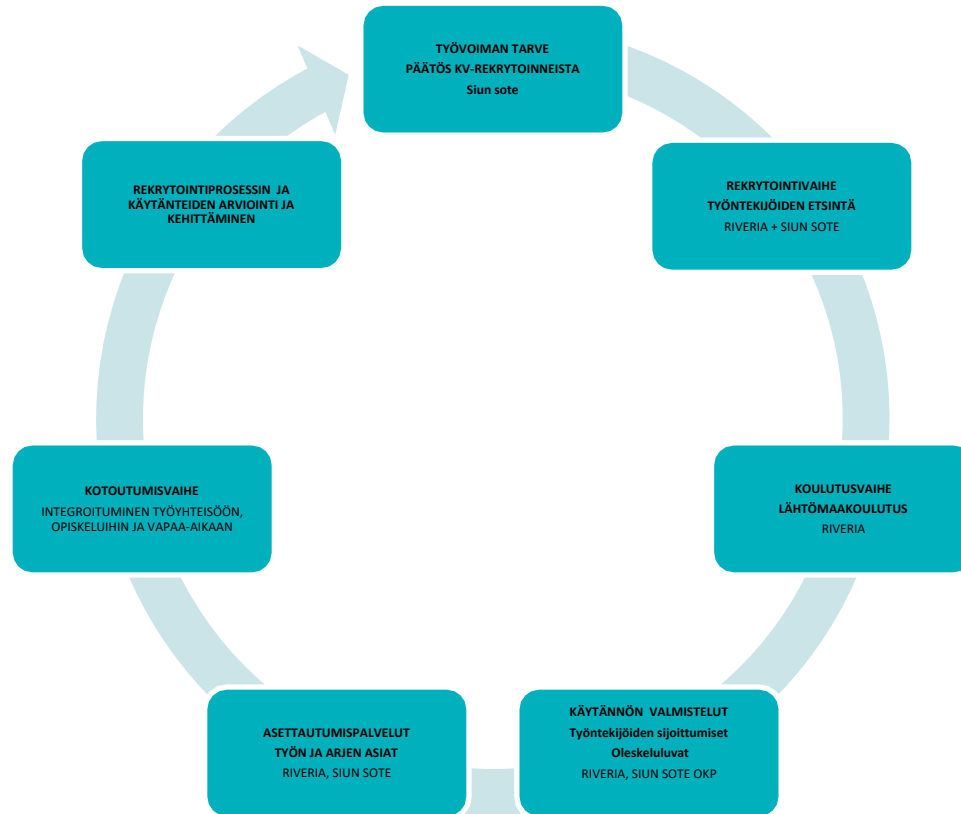 TYÖVOIMAN TARVE
PÄÄTÖS KV-REKRYTOINNEISTA
Siun sote
REKRYTOINTIVAIHE
TYÖNTEKIJÖIDEN ETSINTÄ
RIVERIA + SIUN SOTE
KOULUTUSVAIHE
LÄHTÖMAAKOULUTUS
RIVERIA
KÄYTÄNNÖN VALMISTELUT
Työntekijöiden sijoittumiset
Oleskeluluvat
RIVERIA, SIUN SOTE OKP
ASETTAUTUMISPALVELUT
TYÖN JA ARJEN ASIAT
RIVERIA, SIUN SOTE
KOTOUTUMISVAIHE
INTEGROITUMINEN TYÖYHTEISÖÖN,
OPISKELUIHIN JA VAPAA-AIKAAN
REKRYTOINTIPROSESSIN JA
KÄYTÄNTEIDEN ARVIOINTI JA
KEHITTÄMINEN